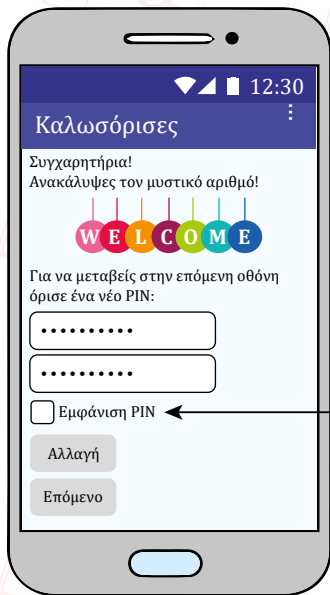 12:30
Καλωσόρισες
Συγχαρητήρια!
Ανακάλυψες τον μυστικό αριθμό!
WELCOME
Για να μεταβείς στην επόμενη οθόνη
όρισε ένα νέο PIN:
••••••••••
••••••••••
Εμφάνιση PIN
Αλλαγή
Επόμενο